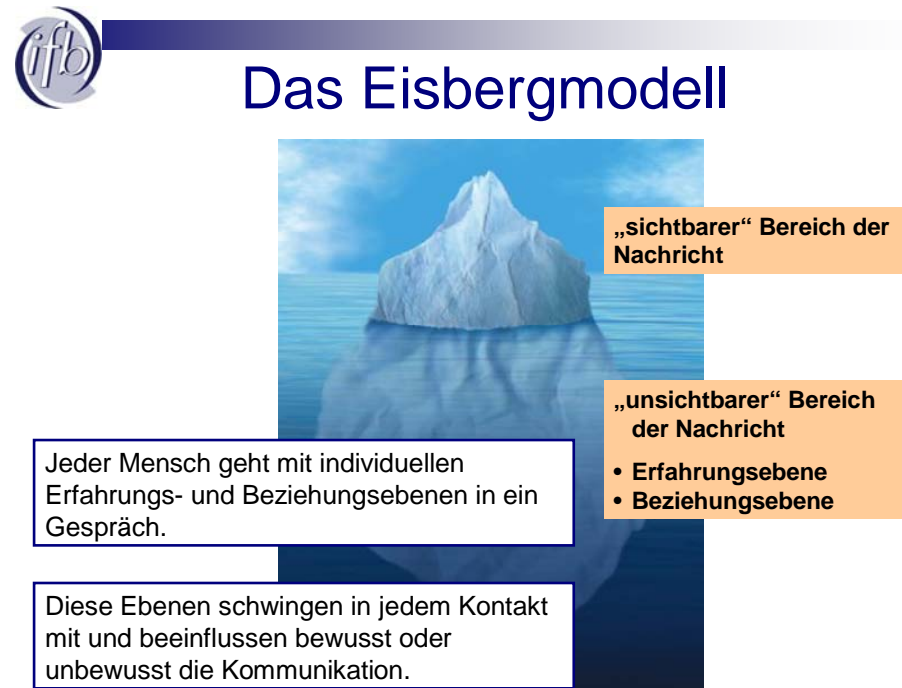 ifb
Das Eisbergmodell
„sichtbarer“ Bereich der
Nachricht
„unsichtbarer“ Bereich
der Nachricht
• Erfahrungsebene
• Beziehungsebene
Jeder Mensch geht mit individuellen
Erfahrungs- und Beziehungsebenen in ein
Gespräch.
Diese Ebenen schwingen in jedem Kontakt
mit und beeinflussen bewusst oder
unbewusst die Kommunikation.